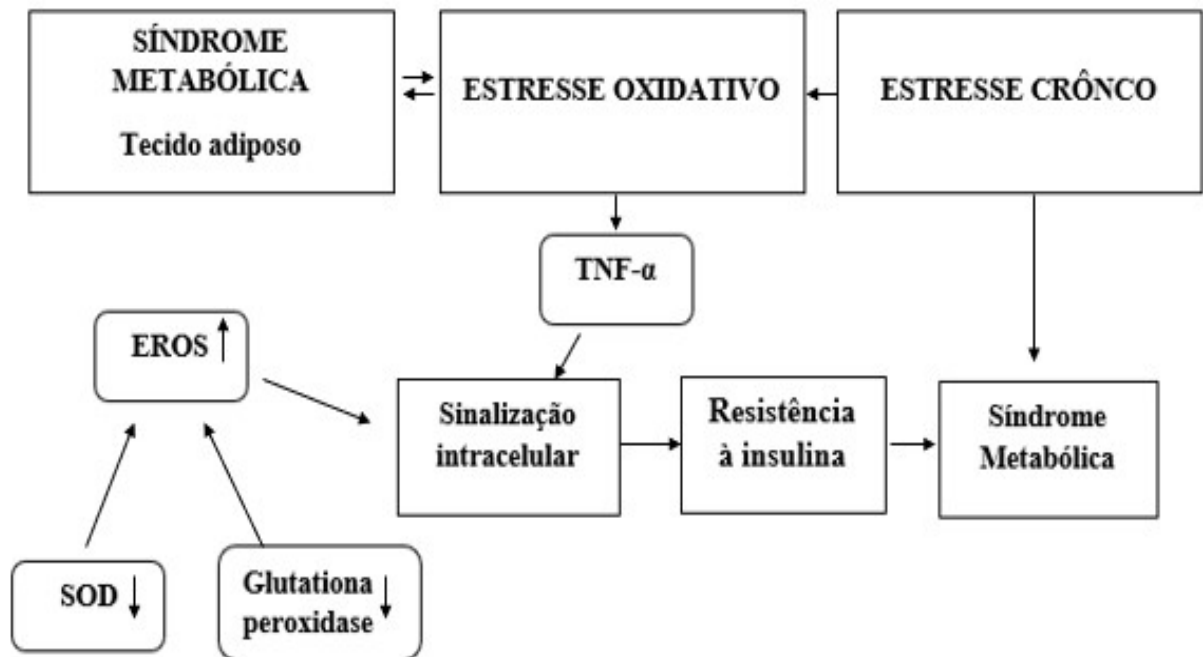 SÍNDROME
METABÓLICA
Tecido adiposo
ESTRESSE OXIDATIVO
ESTRESSE CRÔNCO
TNF-α
EROS
Sinalização
intracelular
Resistência
à insulina
Síndrome
Metabólica
SOD
Glutationa
peroxidase